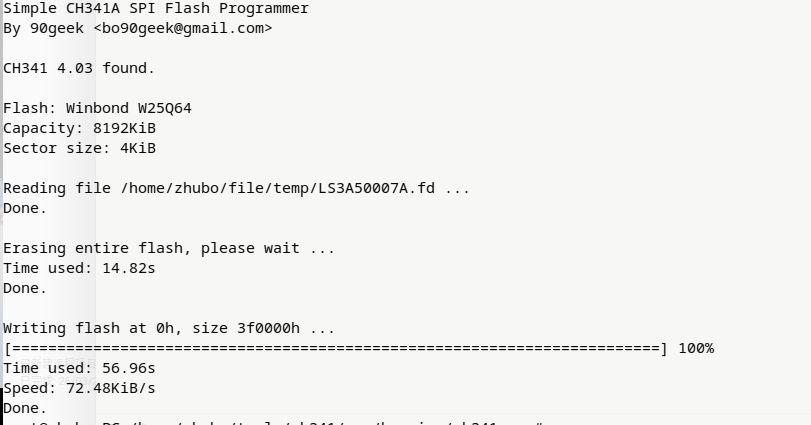 Simple CH341A SPI Flash Programmer
By 90geek <bo90geek@gmail.com>
CH341 4.03 found.
Flash: Winbond W25Q64
Capacity: 8192KiB
Sector size: 4KiB
Reading file /home/zhubo/file/temp/LS3A50007A.fd ...
Done.
Erasing entire flash, please wait ...
Time used: 14.82s
Done.
Writing flash at 0h, size 3f0000h ...
[========================================================================] 100%
Time used: 56.96s
Speed: 72.48KiB/s
Done.